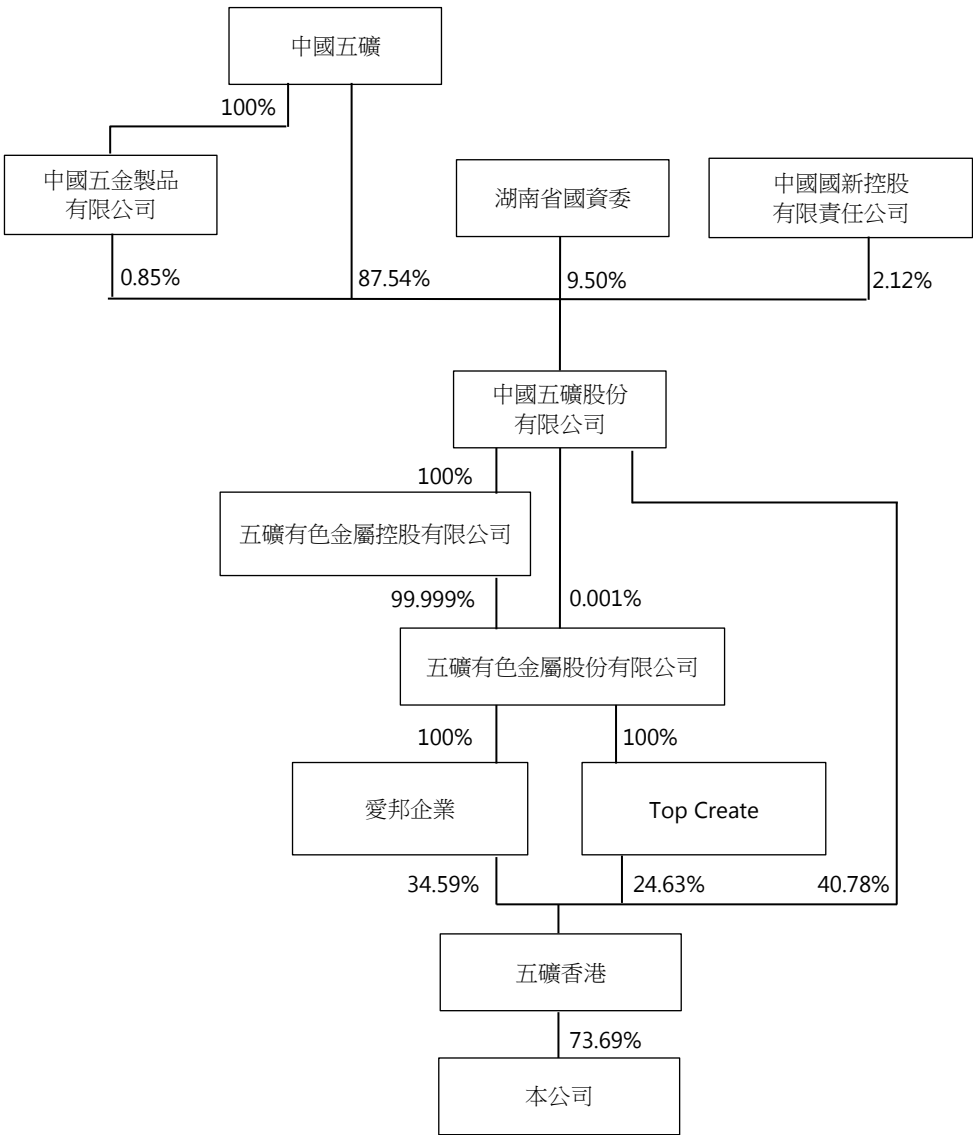 中國五礦
100%
中國五金製品
有限公司
湖南省國資委
中國國新控股
有限責任公司
0.85%
87.54%
9.50%
2.12%
中國五礦股份
有限公司
100%
五礦有色金屬控股有限公司
99.999%
0.001%
五礦有色金屬股份有限公司
100%
100%
愛邦企業
Top Create
34.59%
24.63%
40.78%
五礦香港
73.69%
本公司